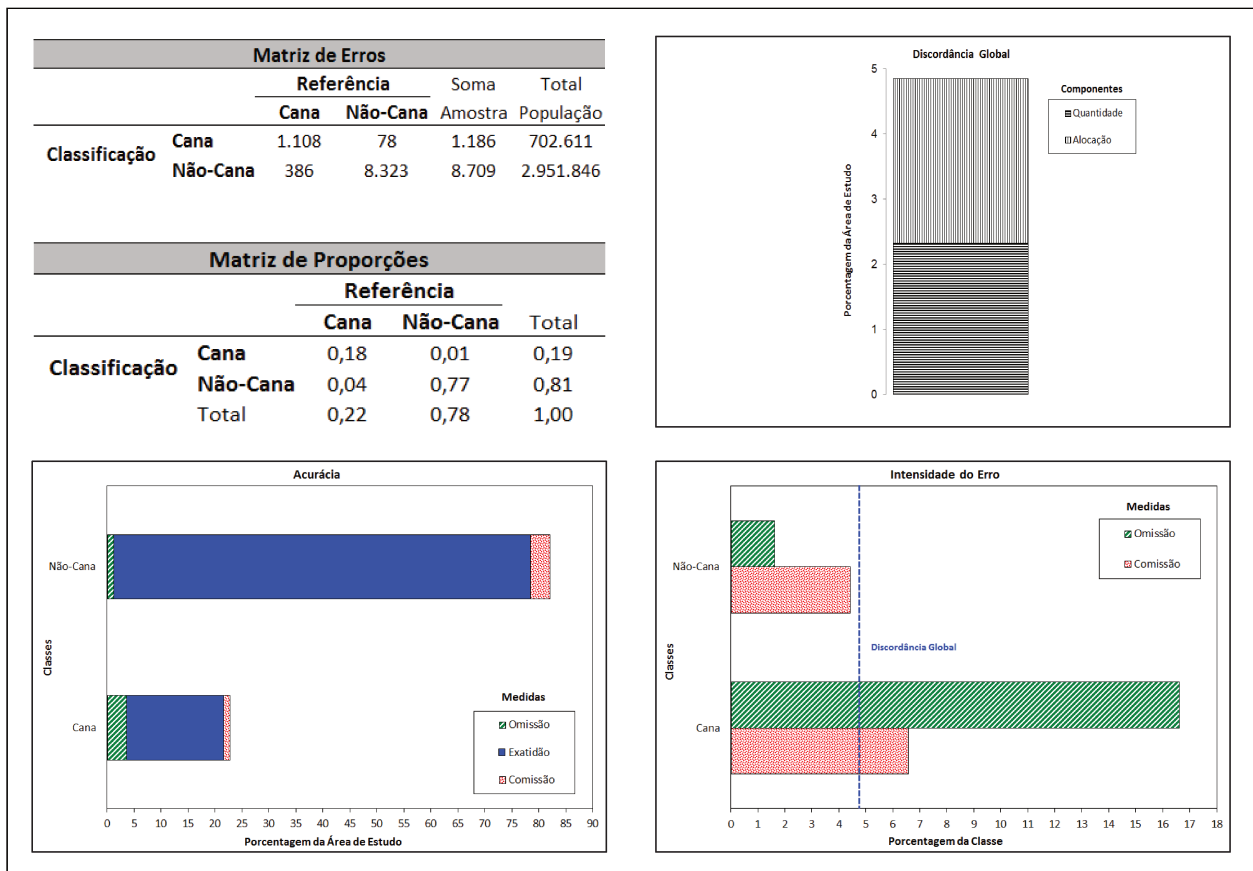 Matriz de Erros
Referência Soma Total
Cana Não-Cana Amostra População
Classificação Cana 1.108 78 1.186 702.611
Não-Cana 386 8.323 8.709 2.951.846
Matriz de Proporções
Referência
Cana Não-Cana Total
Classificação Cana 0,18 0,01 0,19
Não-Cana 0,04 0,77 0,81
Total 0,22 0,78 1,00
Discordância Global
Porcentagem da Área de Estudo
5
4
3
2
1
0
Componentes
Quantidade
Alocação
Acurácia
Classes
Não-Cana
Cana
Medidas
Omissão
Exatidão
Comissão
0 5 10 15 20 25 30 35 40 45 50 55 60 65 70 75 80 85 90
Porcentagem da Área de Estudo
Intensidade do Erro
Classes
Não-Cana
Cana
Medidas
Omissão
Comissão
Discordância Global
0 1 2 3 4 5 6 7 8 9 10 11 12 13 14 15 16 17 18
Porcentagem da Classe